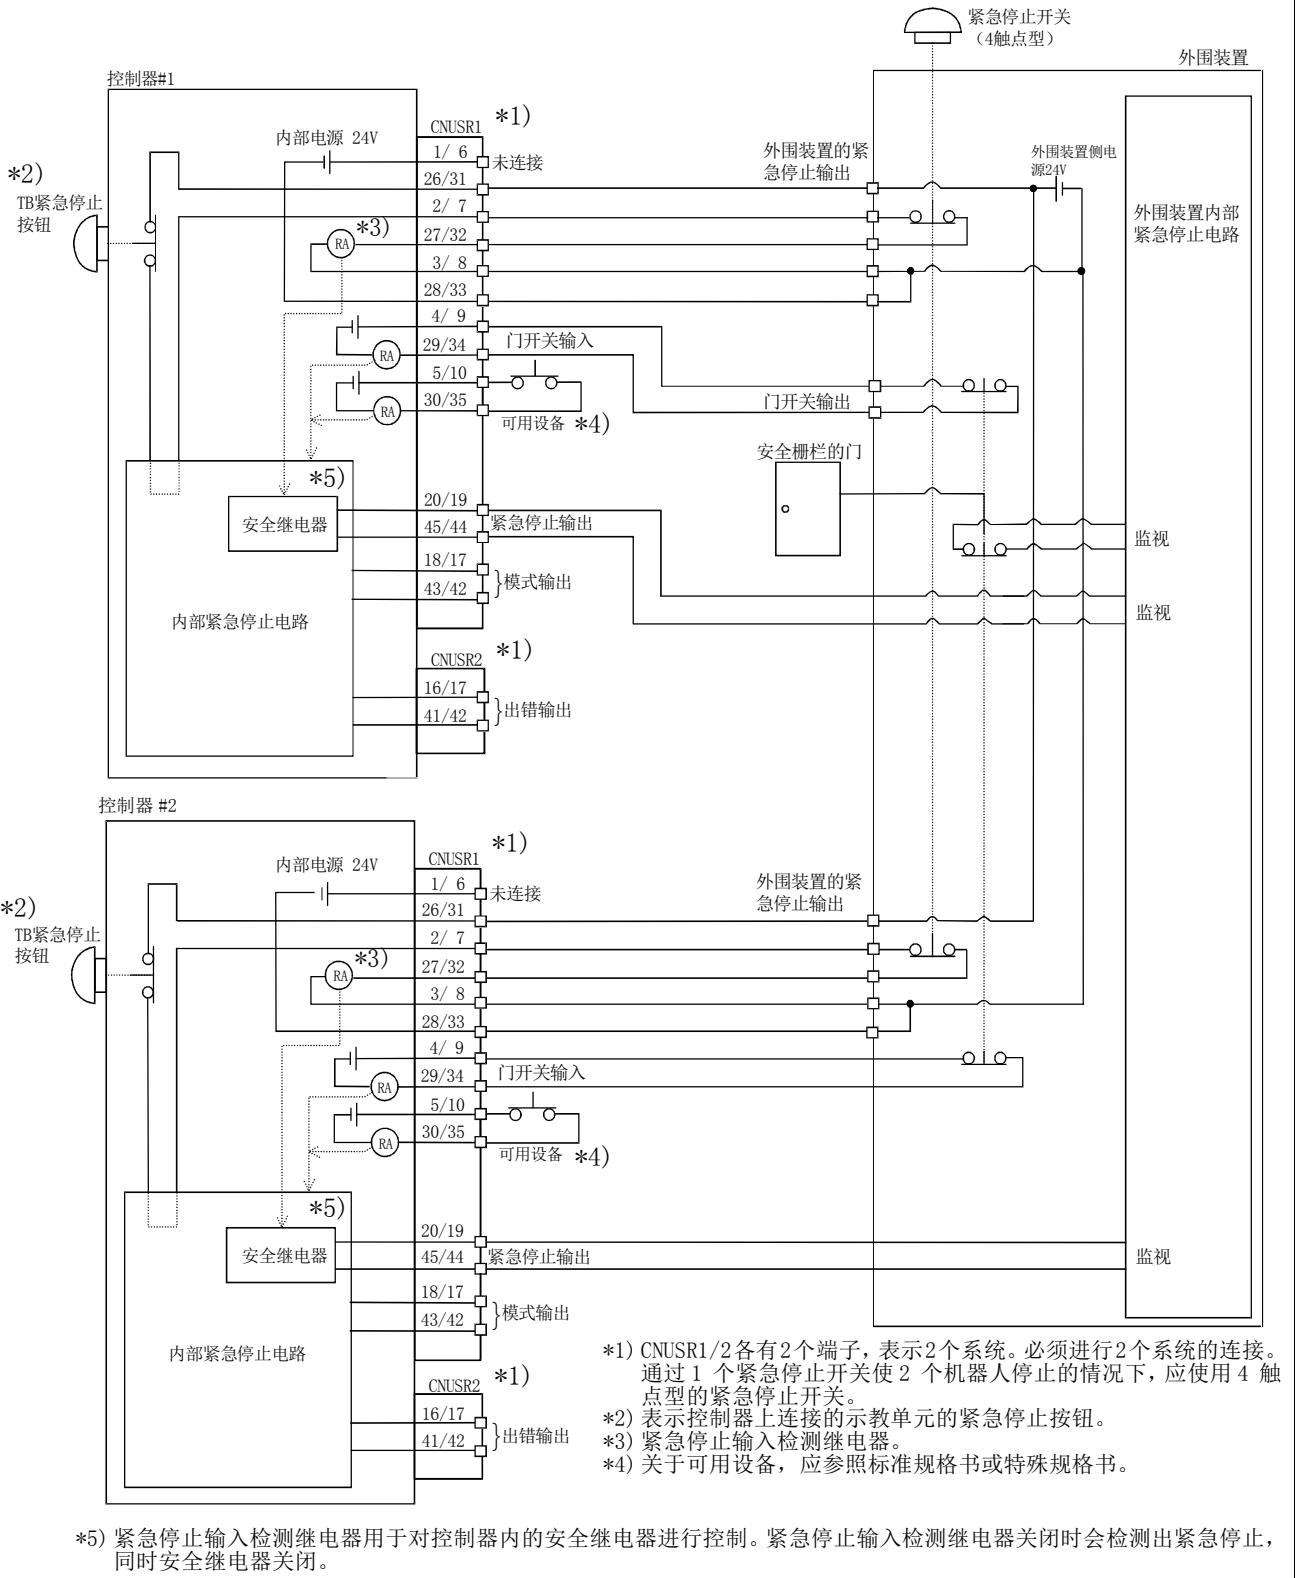 紧急停止开关
（4触点型）
外围装置
控制器#1
*1)
CNUSR1
内部电源 24V
1/ 6
未连接
26/31
2/ 7
*2)
TB紧急停止
按钮
*3)
RA
27/32
3/ 8
28/33
4/ 9
门开关输入
29/34
RA
5/10
30/35
RA
可用设备 *4)
外围装置的紧
急停止输出
外围装置侧电
源24V
外围装置内部
紧急停止电路
门开关输出
安全栅栏的门
*5)
安全继电器
20/19
紧急停止输出
45/44
18/17
}模式输出
43/42
内部紧急停止电路
监视
监视
*1)
CNUSR2
16/17
}出错输出
41/42
控制器 #2
*1)
CNUSR1
内部电源 24V
1/ 6
未连接
26/31
2/ 7
*2)
TB紧急停止
按钮
*3)
RA
27/32
3/ 8
28/33
4/ 9
门开关输入
29/34
RA
5/10
30/35
RA
可用设备 *4)
外围装置的紧
急停止输出
*5)
安全继电器
20/19
紧急停止输出
45/44
18/17
}模式输出
43/42
内部紧急停止电路
监视
*1)
CNUSR2
16/17
}出错输出
41/42
*1) CNUSR1/2各有2个端子，表示2个系统。必须进行2个系统的连接。
通过 1 个紧急停止开关使 2 个机器人停止的情况下，应使用 4 触
点型的紧急停止开关。
*2) 表示控制器上连接的示教单元的紧急停止按钮。
*3) 紧急停止输入检测继电器。
*4) 关于可用设备，应参照标准规格书或特殊规格书。
*5) 紧急停止输入检测继电器用于对控制器内的安全继电器进行控制。紧急停止输入检测继电器关闭时会检测出紧急停止，
同时安全继电器关闭。